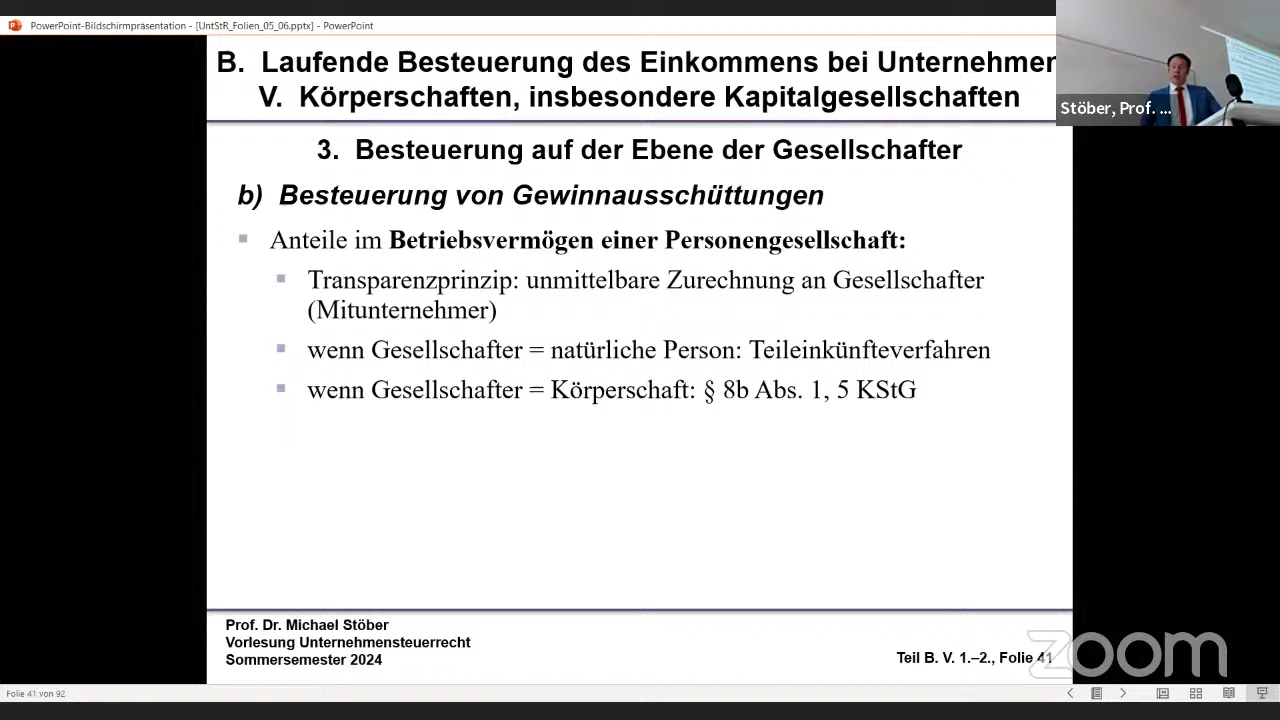 PowerPoint-Bildschirmpräsentation - [UntStR_Folien_05_06.pptx] - PowerPoint
B. Laufende Besteuerung des Einkommens bei Unternehmen
V. Körperschaften, insbesondere Kapitalgesellschaften
Stöber, Prof. ...
3. Besteuerung auf der Ebene der Gesellschafter
b) Besteuerung von Gewinnausschüttungen
Anteile im Betriebsvermögen einer Personengesellschaft:
Transparenzprinzip: unmittelbare Zurechnung an Gesellschafter
(Mitunternehmer)
wenn Gesellschafter = natürliche Person: Teileinkünfteverfahren
wenn Gesellschafter = Körperschaft: § 8b Abs. 1, 5 KStG
Prof. Dr. Michael Stöber
Vorlesung Unternehmensteuerrecht
Sommersemester 2024
Teil B. V. 1.–2., Folie 41
zoom
Folie 41 von 92